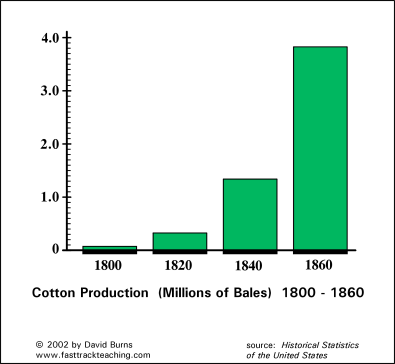 4.0
3.0
2.0
1.0
0
1800 1820 1840 1860
Cotton Production (Millions of Bales) 1800 - 1860
© 2002 by David Burns
www.fasttrackteaching.com
source: Historical Statistics
of the United States